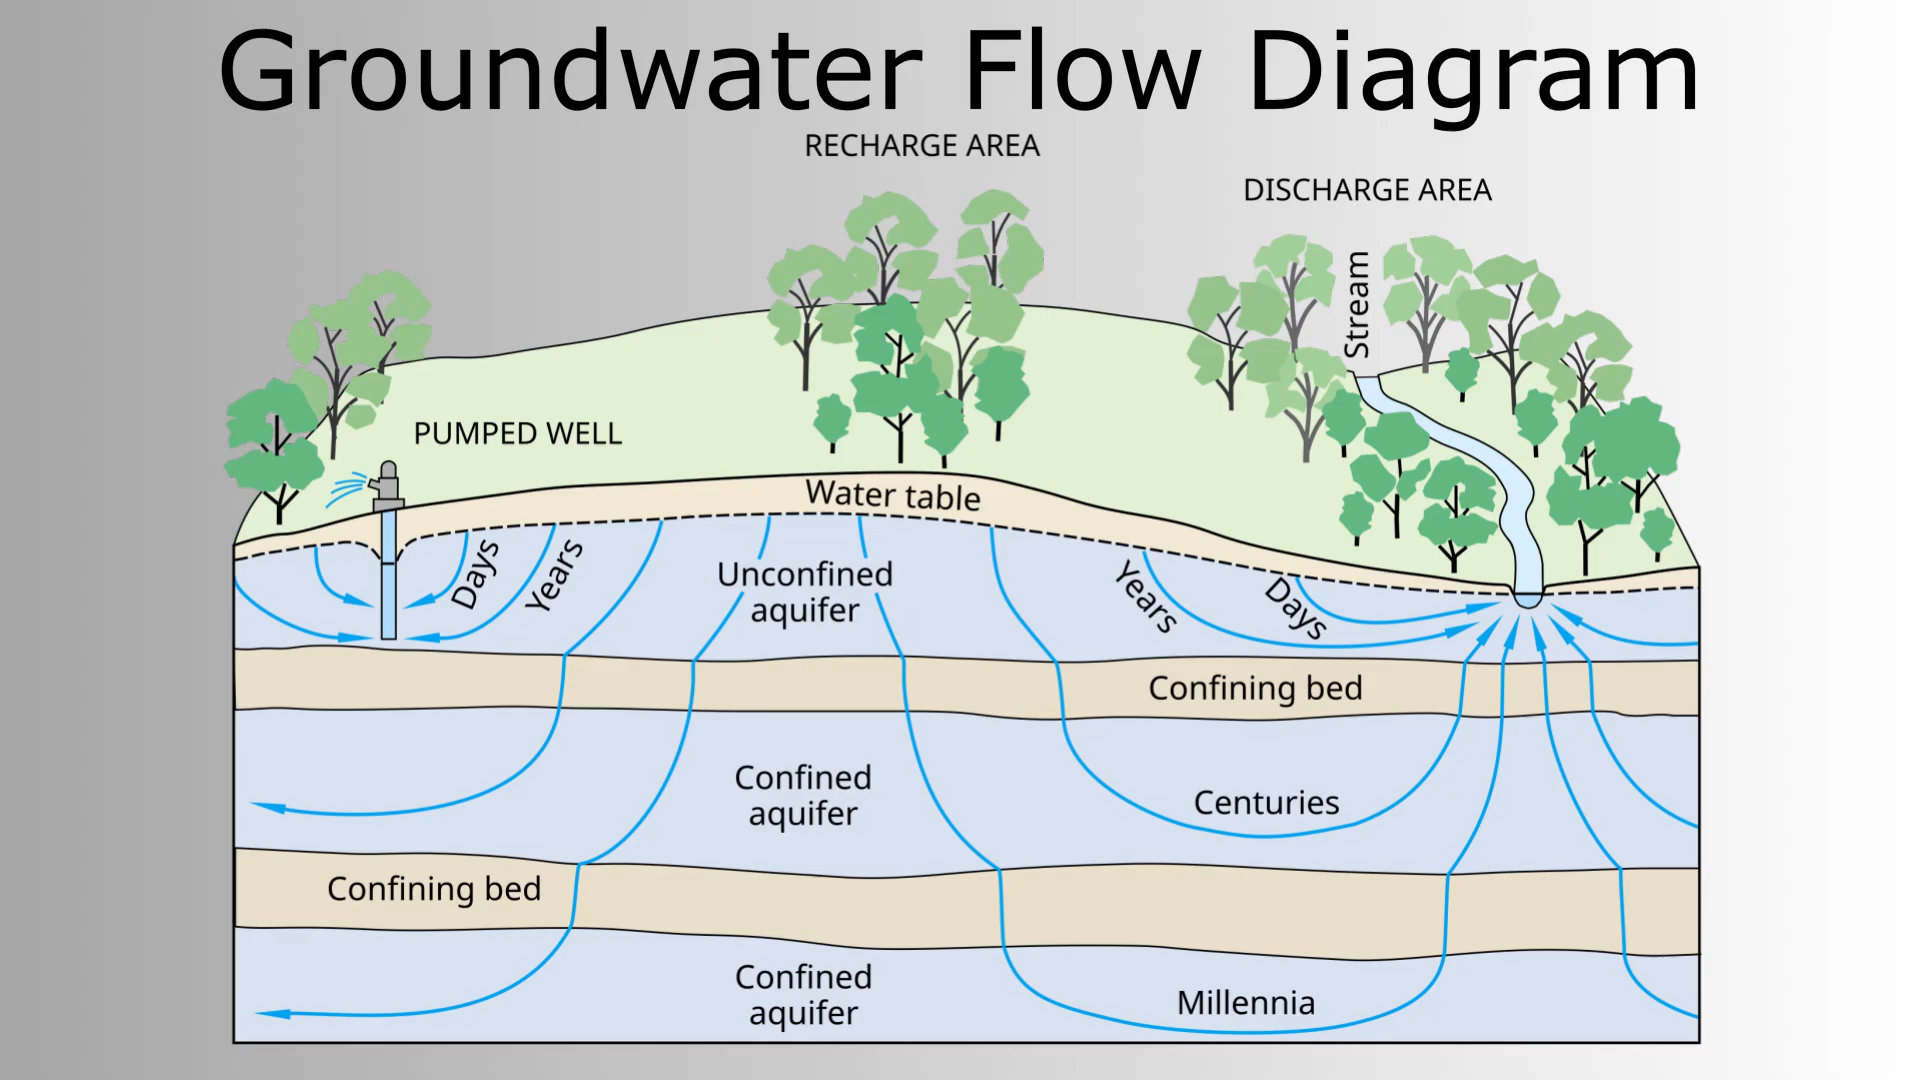 Groundwater Flow Diagram
RECHARGE AREA
DISCHARGE AREA
Stream
PUMPED WELL
Water table
Days
Years
Unconfined
aquifer
Years
Days
Confining bed
Confined
aquifer
Centuries
Confining bed
Confined
aquifer
Millennia